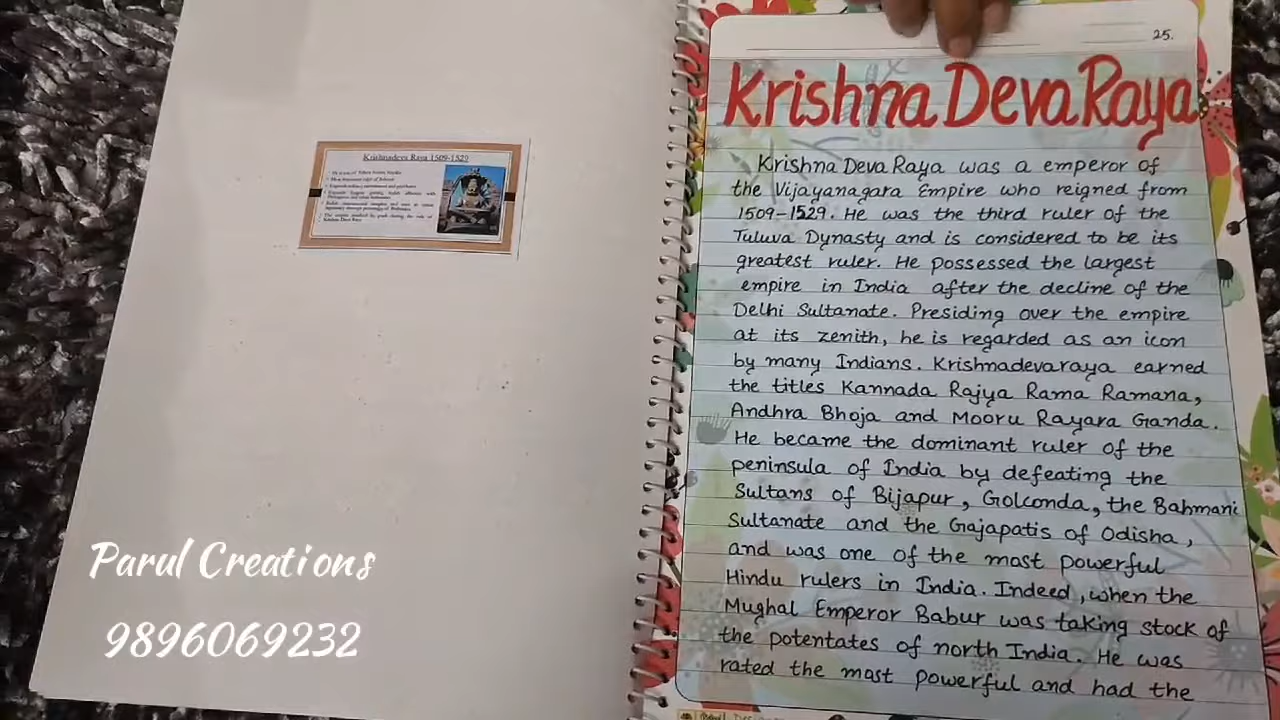 Krishnadeva Raya 1509-1529
Parul Creations
9896069232
25.
Krishna Deva Raya
Krishna Deva Raya was a emperor of
the Vijayanagara Empire who reigned from
1509-1529. He was the third ruler of the
Tuluva Dynasty and is considered to be its
greatest ruler. He possessed the largest
empire in India after the decline of the
Delhi Sultanate. Presiding over the empire
at its zenith, he is regarded as an icon
by many Indians. Krishnadevaraya earned
the titles Kannada Rajya Rama Ramana,
Andhra Bhoja and Mooru Rayara Ganda.
He became the dominant ruler of the
peninsula of India by defeating the
Sultans of Bijapur, Golconda, the Bahmani
Sultanate and the Gajapatis of Odisha,
and was one of the most powerful
Hindu rulers in India. Indeed, when the
Mughal Emperor Babur was taking stock of
the potentates of north India. He was
rated the most powerful and had the